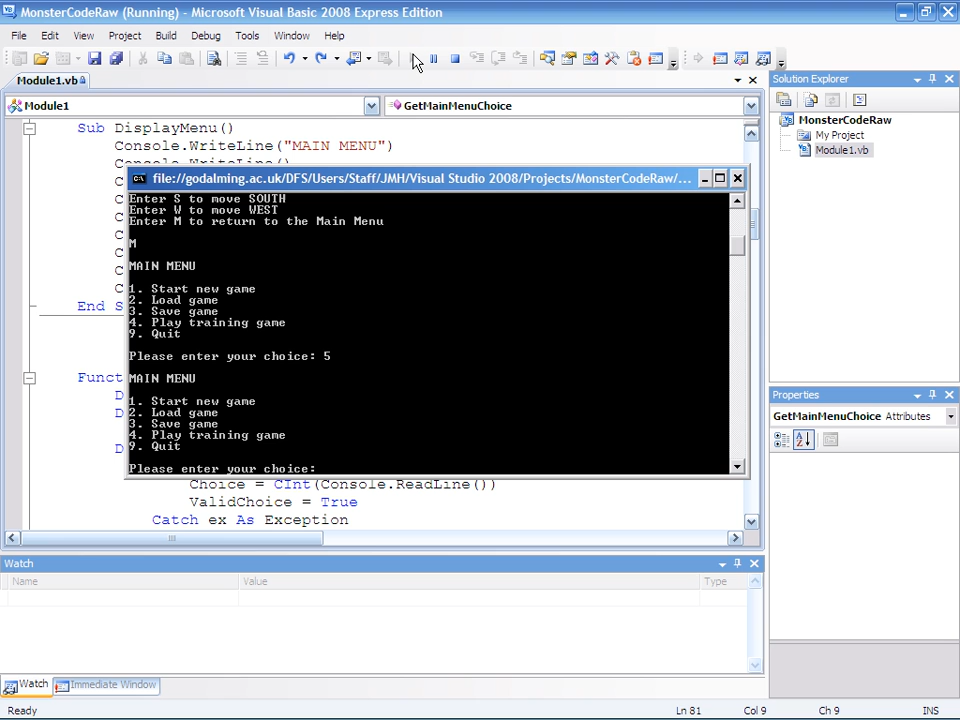 MonsterCodeRaw (Running) - Microsoft Visual Basic 2008 Express Edition
File Edit View Project Build Debug Tools Window Help
Module1.vb
Module1
GetMainMenuChoice
Sub DisplayMenu()
Console.WriteLine("MAIN MENU")
Console.WriteLine()
file://godalming.ac.uk/DFS/Users/Staff/JMH/Visual Studio 2008/Projects/MonsterCodeRaw/...
Enter S to move SOUTH
Enter W to move WEST
Enter M to return to the Main Menu
M
MAIN MENU
1. Start new game
2. Load game
3. Save game
4. Play training game
9. Quit
Please enter your choice: 5
MAIN MENU
1. Start new game
2. Load game
3. Save game
4. Play training game
9. Quit
Please enter your choice:
C
C
C
C
C
C
C
End S
Funct
D
D
D
Choice = CInt(Console.ReadLine())
ValidChoice = True
Catch ex As Exception
Solution Explorer
MonsterCodeRaw
My Project
Module1.vb
Properties
GetMainMenuChoice Attributes
Watch
Name Value Type
Watch
Immediate Window
Ready Ln 81 Col 9 Ch 9 INS